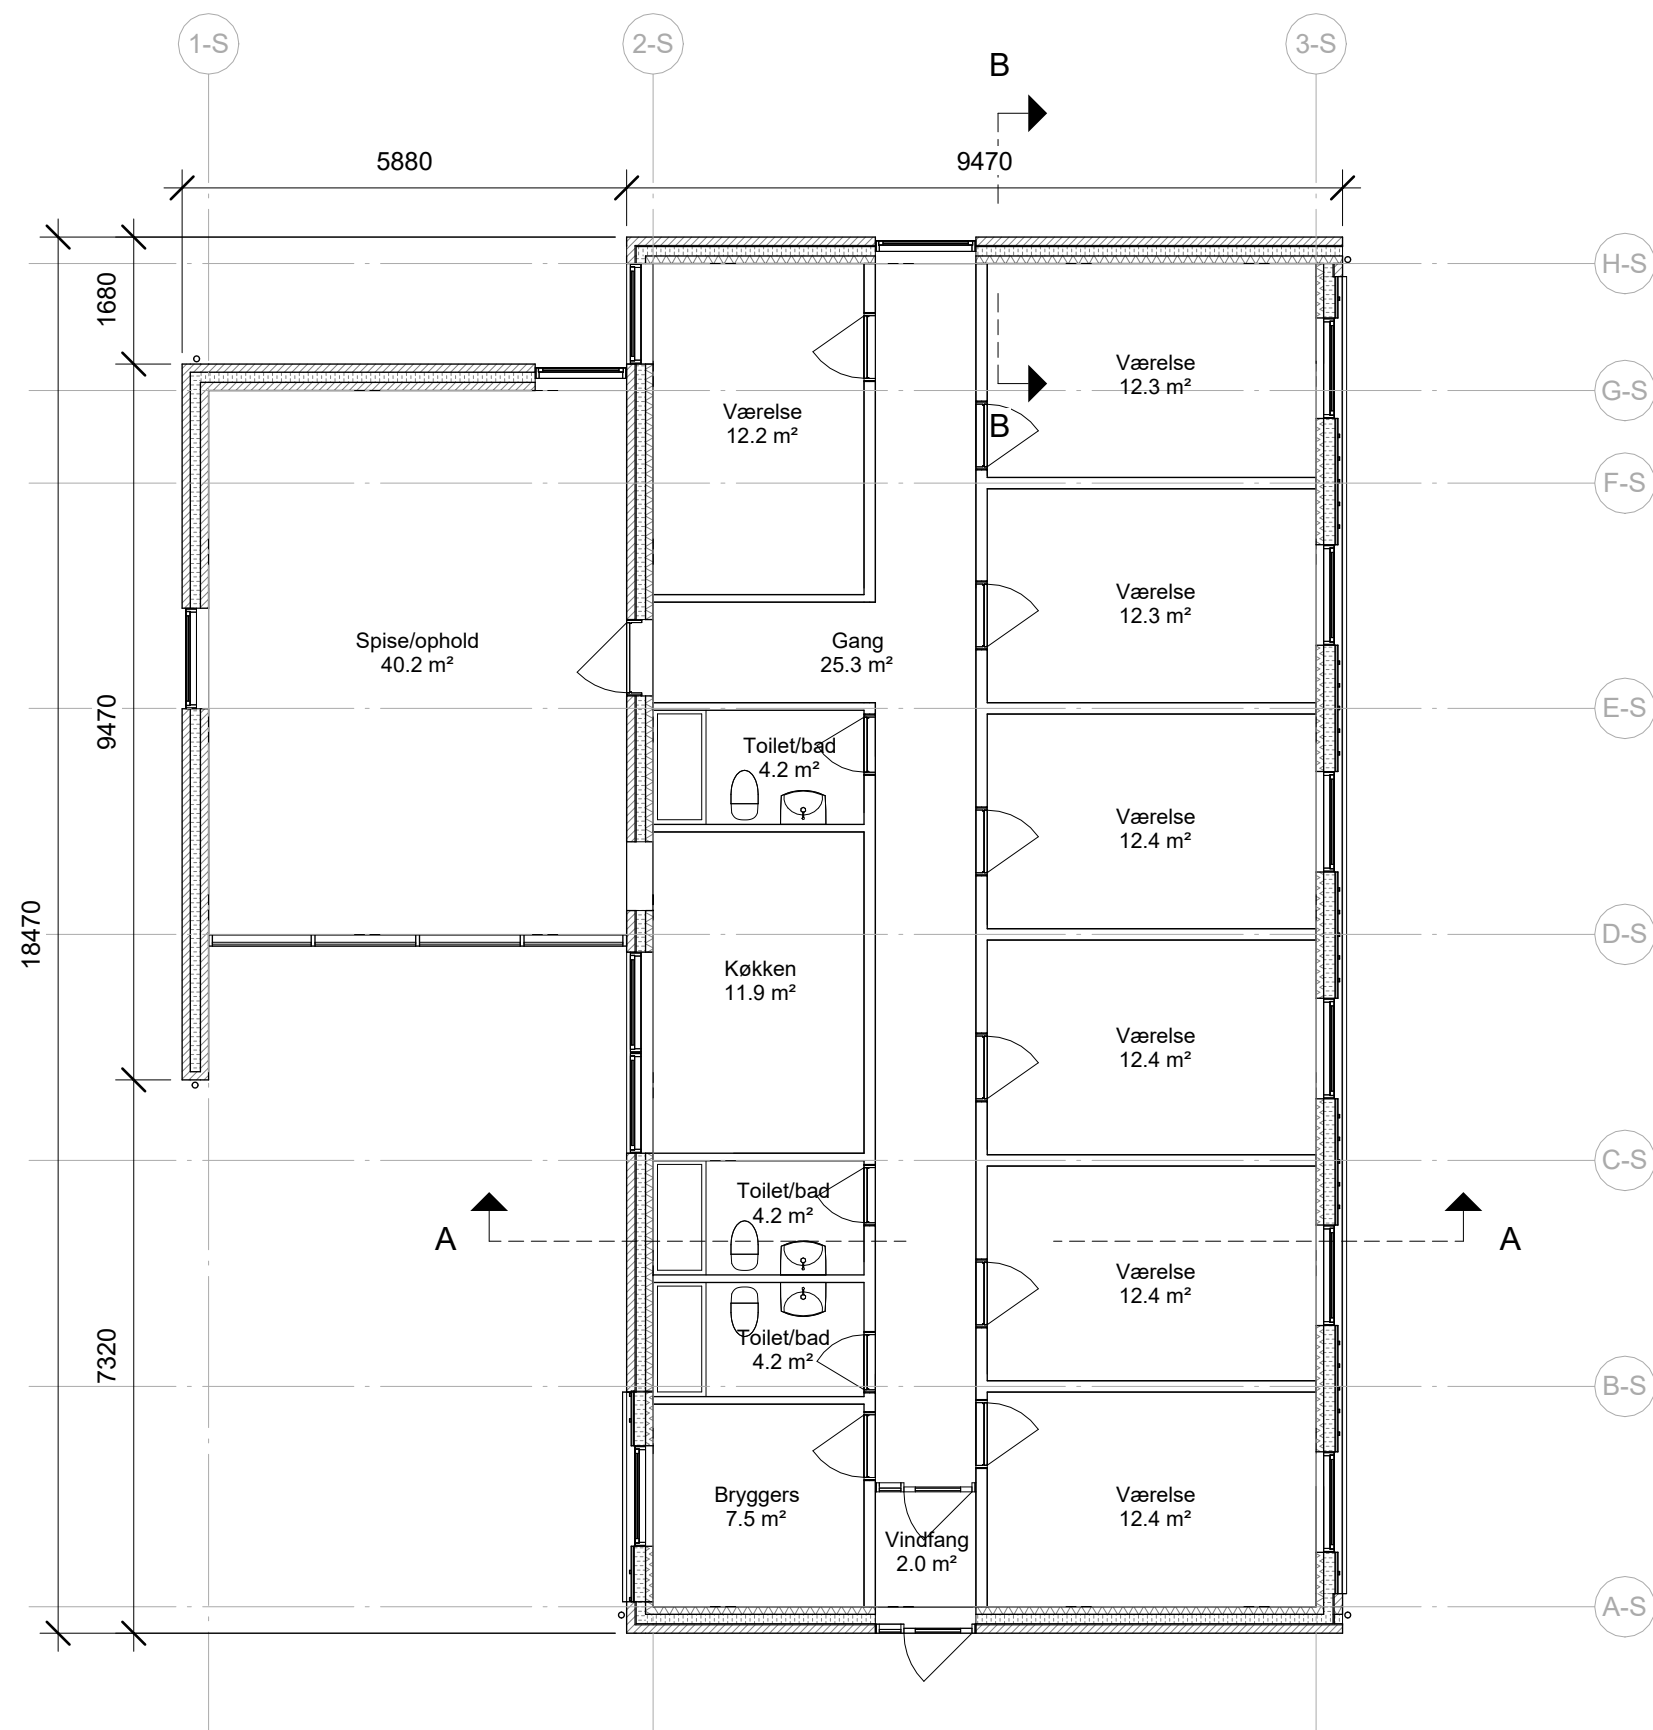 1-S
2-S
3-S
B
5880
9470
1680
H-S
Værelse
12.3 m²
G-S
Værelse
12.2 m²
B
F-S
Værelse
12.3 m²
Spise/ophold
40.2 m²
Gang
25.3 m²
9470
E-S
Toilet/bad
4.2 m²
Værelse
12.4 m²
18470
D-S
Køkken
11.9 m²
Værelse
12.4 m²
C-S
Toilet/bad
4.2 m²
A
A
Værelse
12.4 m²
7320
Toilet/bad
4.2 m²
B-S
Bryggers
7.5 m²
Værelse
12.4 m²
Vindfang
2.0 m²
A-S